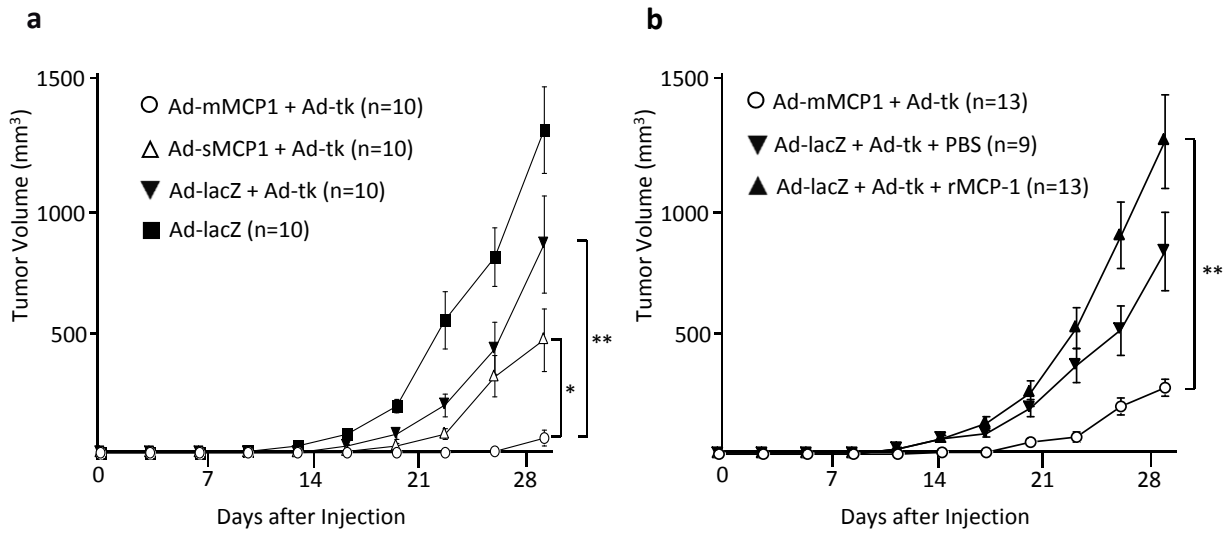 a
Tumor Volume (mm³)
1500
1000
500
Ad-mMCP1 + Ad-tk (n=10)
Ad-sMCP1 + Ad-tk (n=10)
Ad-lacZ + Ad-tk (n=10)
Ad-lacZ (n=10)
**
*
0 7 14 21 28
Days after Injection
b
Tumor Volume (mm³)
1500
1000
500
Ad-mMCP1 + Ad-tk (n=13)
Ad-lacZ + Ad-tk + PBS (n=9)
Ad-lacZ + Ad-tk + rMCP-1 (n=13)
**
0 7 14 21 28
Days after Injection